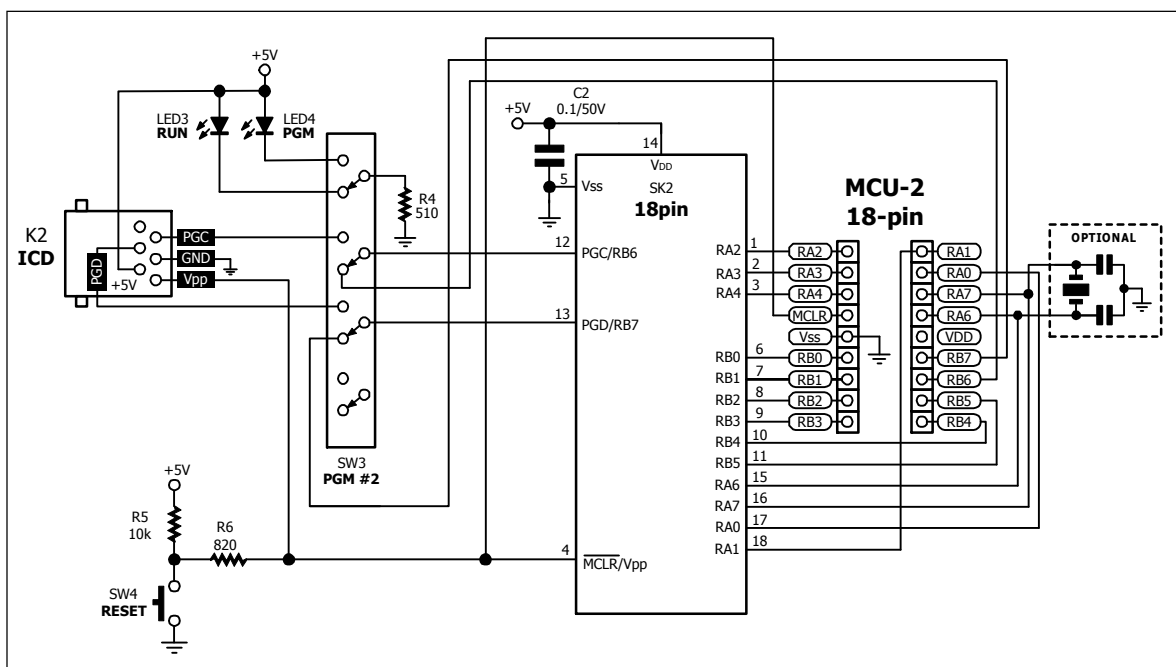 +5V
+5V
C2
0.1/50V
LED3
RUN
LED4
PGM
14
VDD
5
Vss
SK2
18pin
MCU-2
18-pin
R4
510
K2
ICD
PGC
GND
Vpp
PGD
+5V
12
PGC/RB6
13
PGD/RB7
RA2
1
RA2
RA3
2
RA3
RA4
3
RA4
MCLR
Vss
RB0
6
RB0
RB1
7
RB1
RB2
8
RB2
RB3
9
RB3
RB4
10
RB5
11
RA6
15
RA7
16
RA0
17
RA1
18
RA1
RA0
RA7
RA6
VDD
RB7
RB6
RB5
RB4
OPTIONAL
SW3
PGM #2
+5V
R5
10k
R6
820
4
MCLR/Vpp
SW4
RESET